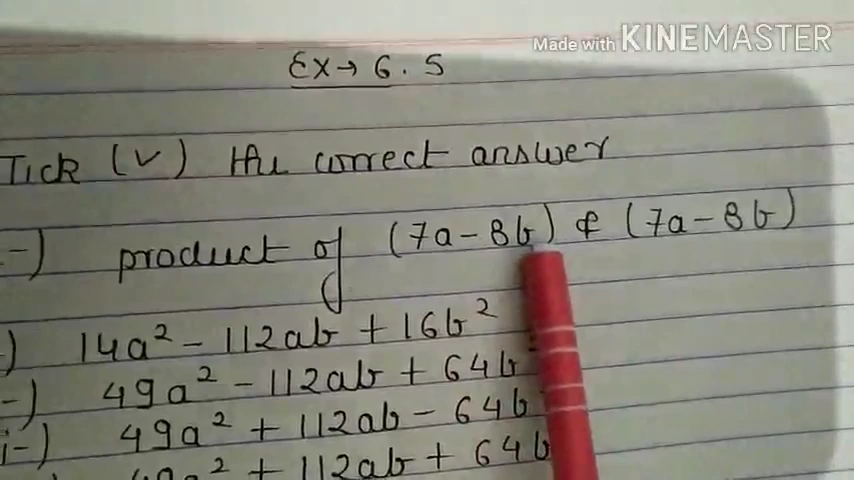 Made with KINEMASTER
Ex → 6.5
Tick (✓) the correct answer
-) product of (7a - 8b) & (7a - 8b)
) 14a² - 112ab + 16b²
-) 49a² - 112ab + 64b
i-) 49a² + 112ab - 64b
49a² + 112ab + 64b